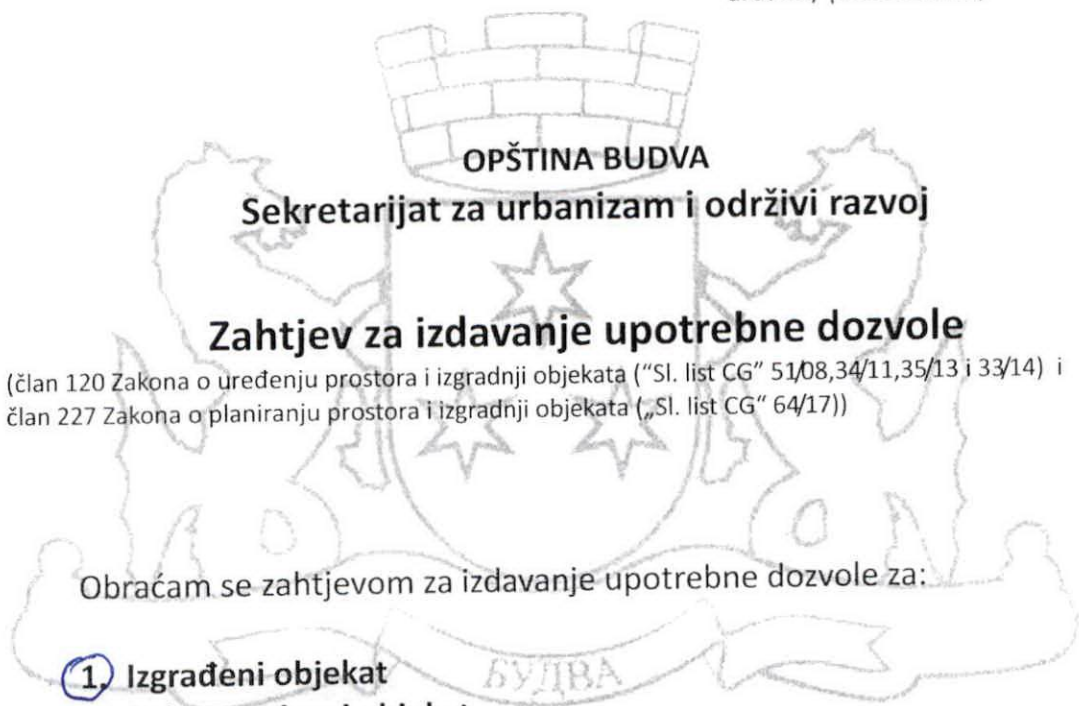 OPŠTINA BUDVA
Sekretarijat za urbanizam i održivi razvoj
Zahtjev za izdavanje upotrebne dozvole
(član 120 Zakona o uređenju prostora i izgradnji objekata (“Sl. list CG” 51/08,34/11,35/13 i 33/14) i
član 227 Zakona o planiranju prostora i izgradnji objekata („Sl. list CG“ 64/17))
Obraćam se zahtjevom za izdavanje upotrebne dozvole za:
1. Izgrađeni objekat
БУДВА